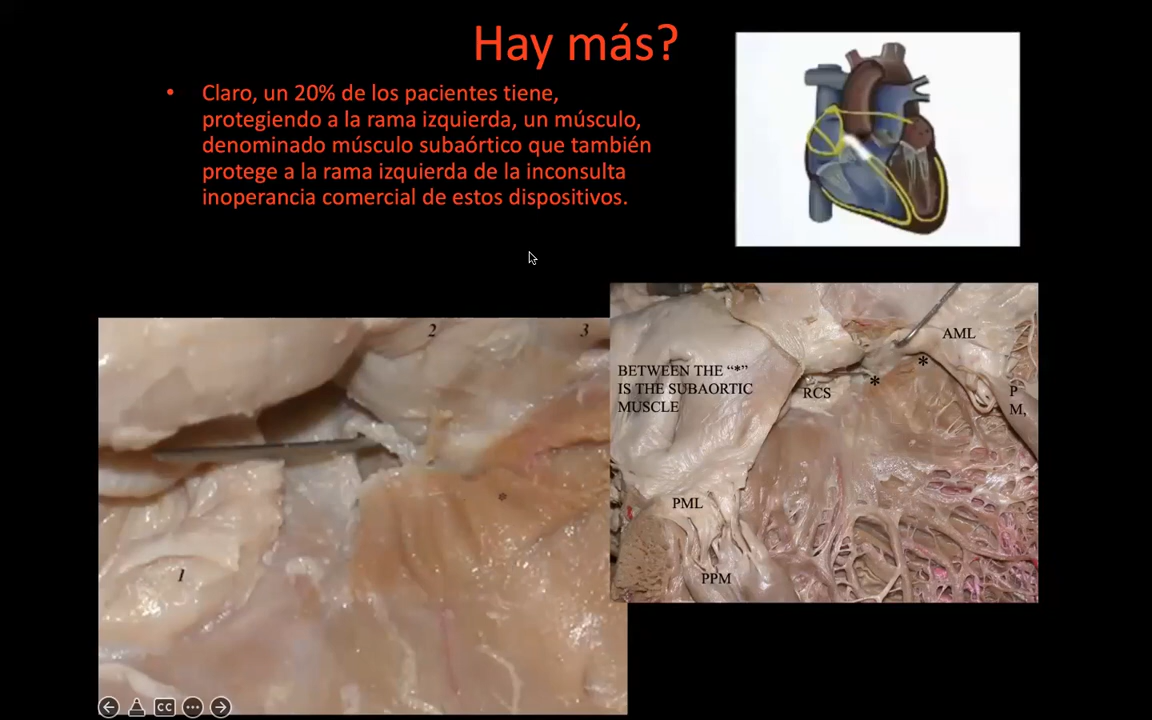 Hay más?
• Claro, un 20% de los pacientes tiene,
protegiendo a la rama izquierda, un músculo,
denominado músculo subaórtico que también
protege a la rama izquierda de la inconsulta
inoperancia comercial de estos dispositivos.
2
3
*
1
AML
*
*
BETWEEN THE “*”
IS THE SUBAORTIC
MUSCLE
RCS
P
M,
PML
PPM
CC